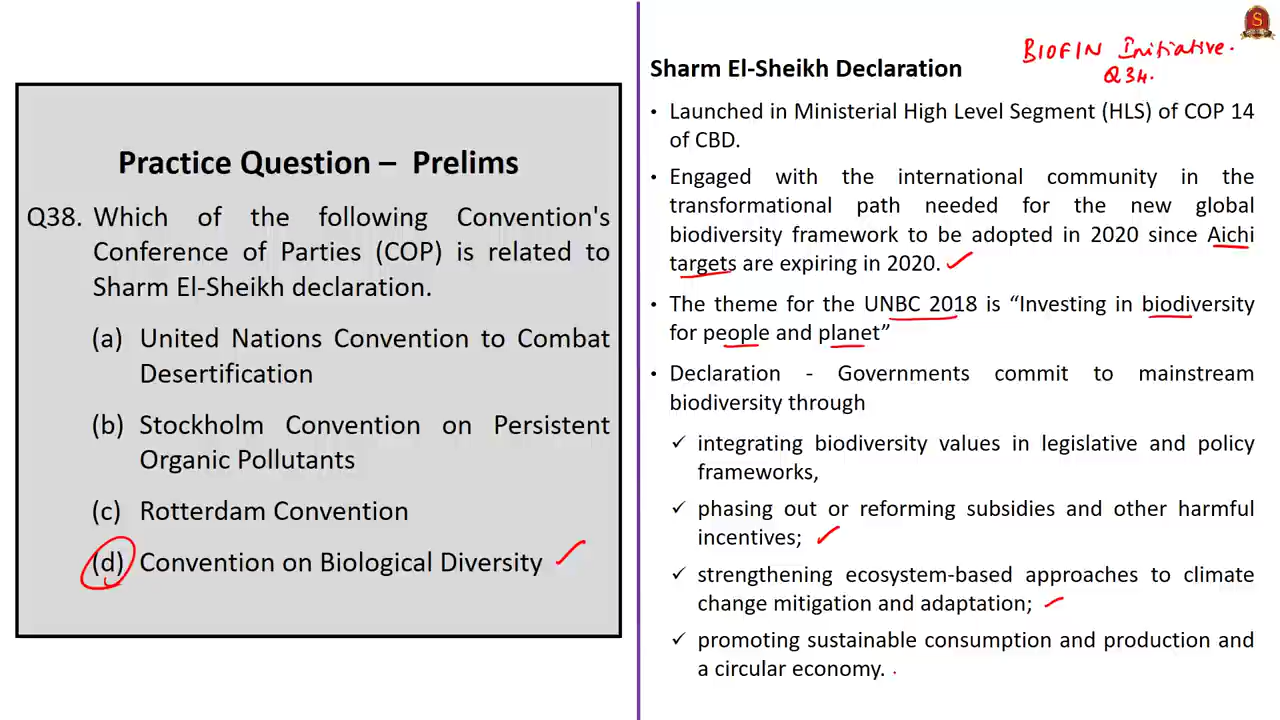 Practice Question – Prelims
Q38. Which of the following Convention's
Conference of Parties (COP) is related to
Sharm El-Sheikh declaration.
(a) United Nations Convention to Combat
Desertification
(b) Stockholm Convention on Persistent
Organic Pollutants
(c) Rotterdam Convention
(d) Convention on Biological Diversity
BIOFIN Initiative.
Q34.
Sharm El-Sheikh Declaration
• Launched in Ministerial High Level Segment (HLS) of COP 14
of CBD.
• Engaged with the international community in the
transformational path needed for the new global
biodiversity framework to be adopted in 2020 since Aichi
targets are expiring in 2020.
• The theme for the UNBC 2018 is “Investing in biodiversity
for people and planet”
• Declaration - Governments commit to mainstream
biodiversity through
✓ integrating biodiversity values in legislative and policy
frameworks,
✓ phasing out or reforming subsidies and other harmful
incentives;
✓ strengthening ecosystem-based approaches to climate
change mitigation and adaptation;
✓ promoting sustainable consumption and production and
a circular economy.